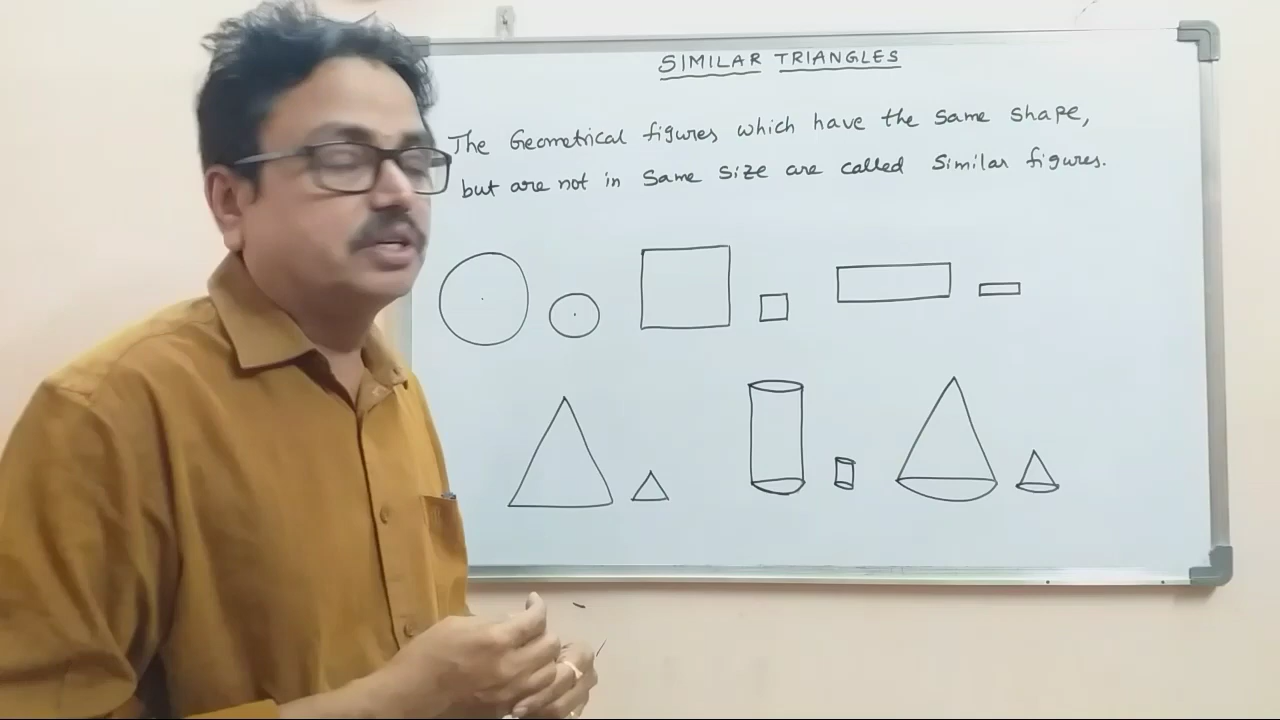 SIMILAR TRIANGLES
The Geometrical figures which have the same shape,
but are not in same size are called similar figures.